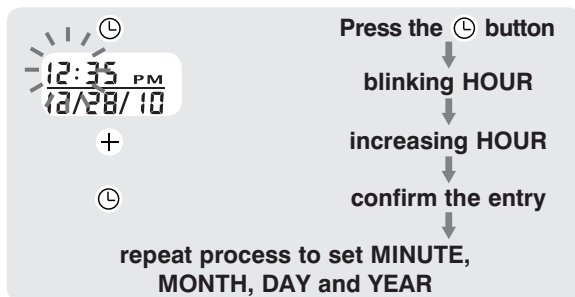 Press the button
12:35 PM
12/28/10
blinking HOUR
+
increasing HOUR
confirm the entry
repeat process to set MINUTE,
MONTH, DAY and YEAR